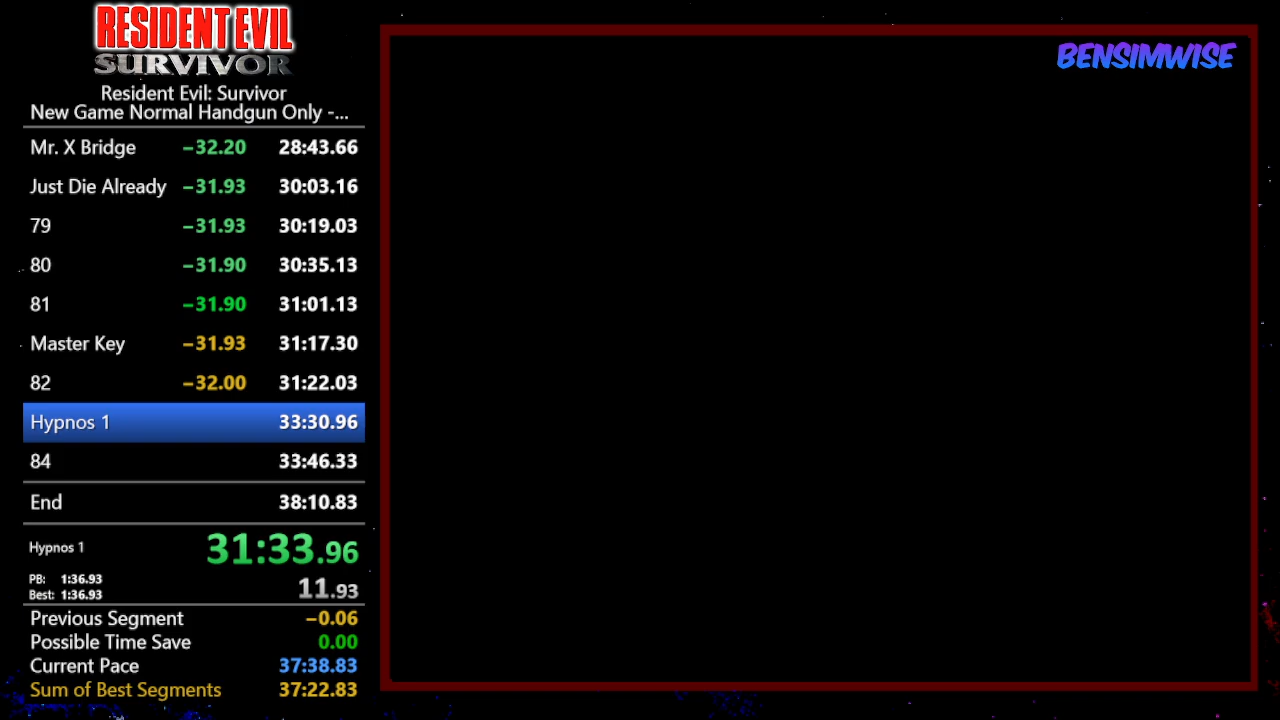 RESIDENT EVIL
SURVIVOR
Resident Evil: Survivor
New Game Normal Handgun Only -...
BENSIMWISE
Mr. X Bridge -32.20 28:43.66
Just Die Already -31.93 30:03.16
79 -31.93 30:19.03
80 -31.90 30:35.13
81 -31.90 31:01.13
Master Key -31.93 31:17.30
82 -32.00 31:22.03
Hypnos 1 33:30.96
84 33:46.33
End 38:10.83
Hypnos 1 31:33.96
PB: 1:36.93
Best: 1:36.93
11.93
Previous Segment -0.06
Possible Time Save 0.00
Current Pace 37:38.83
Sum of Best Segments 37:22.83